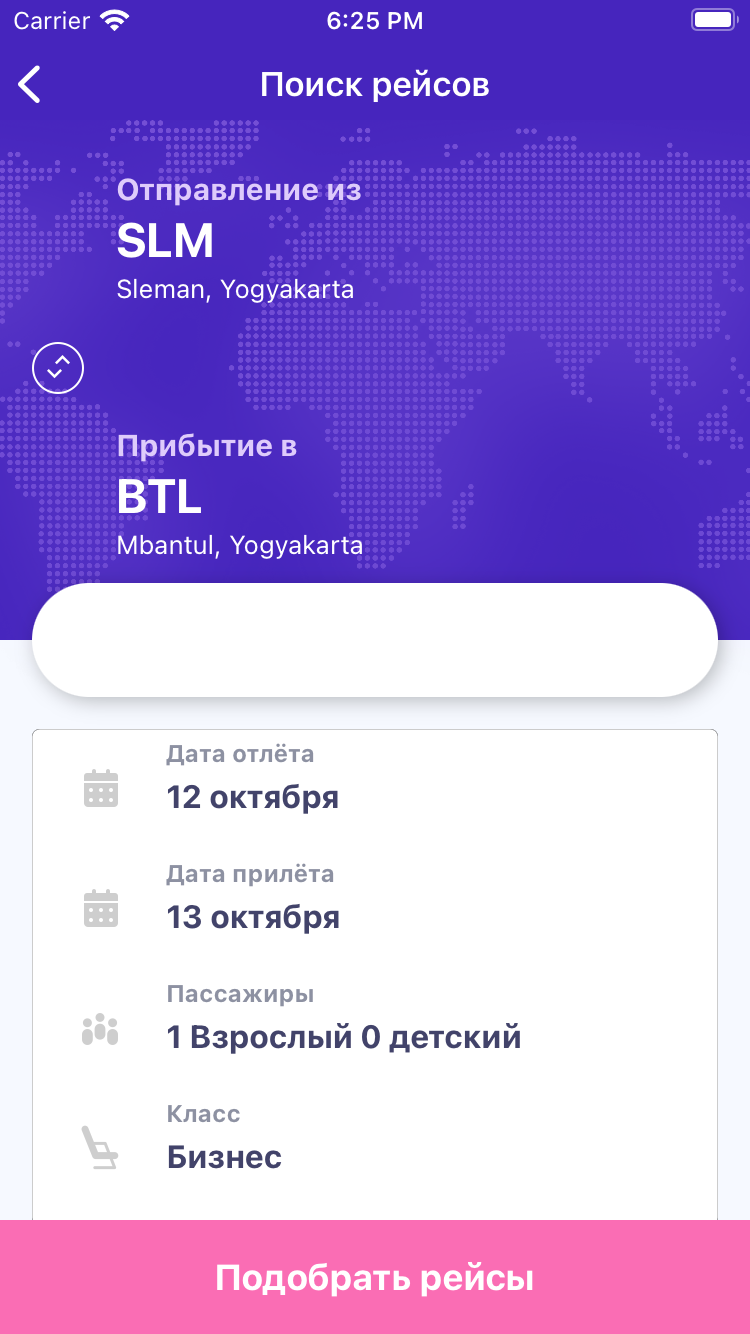 Carrier 6:25 PM
Поиск рейсов
Отправление из
SLM
Sleman, Yogyakarta
Прибытие в
BTL
Mbantul, Yogyakarta
Дата отлёта
12 октября
Дата прилёта
13 октября
Пассажиры
1 Взрослый 0 детский
Класс
Бизнес
Подобрать рейсы